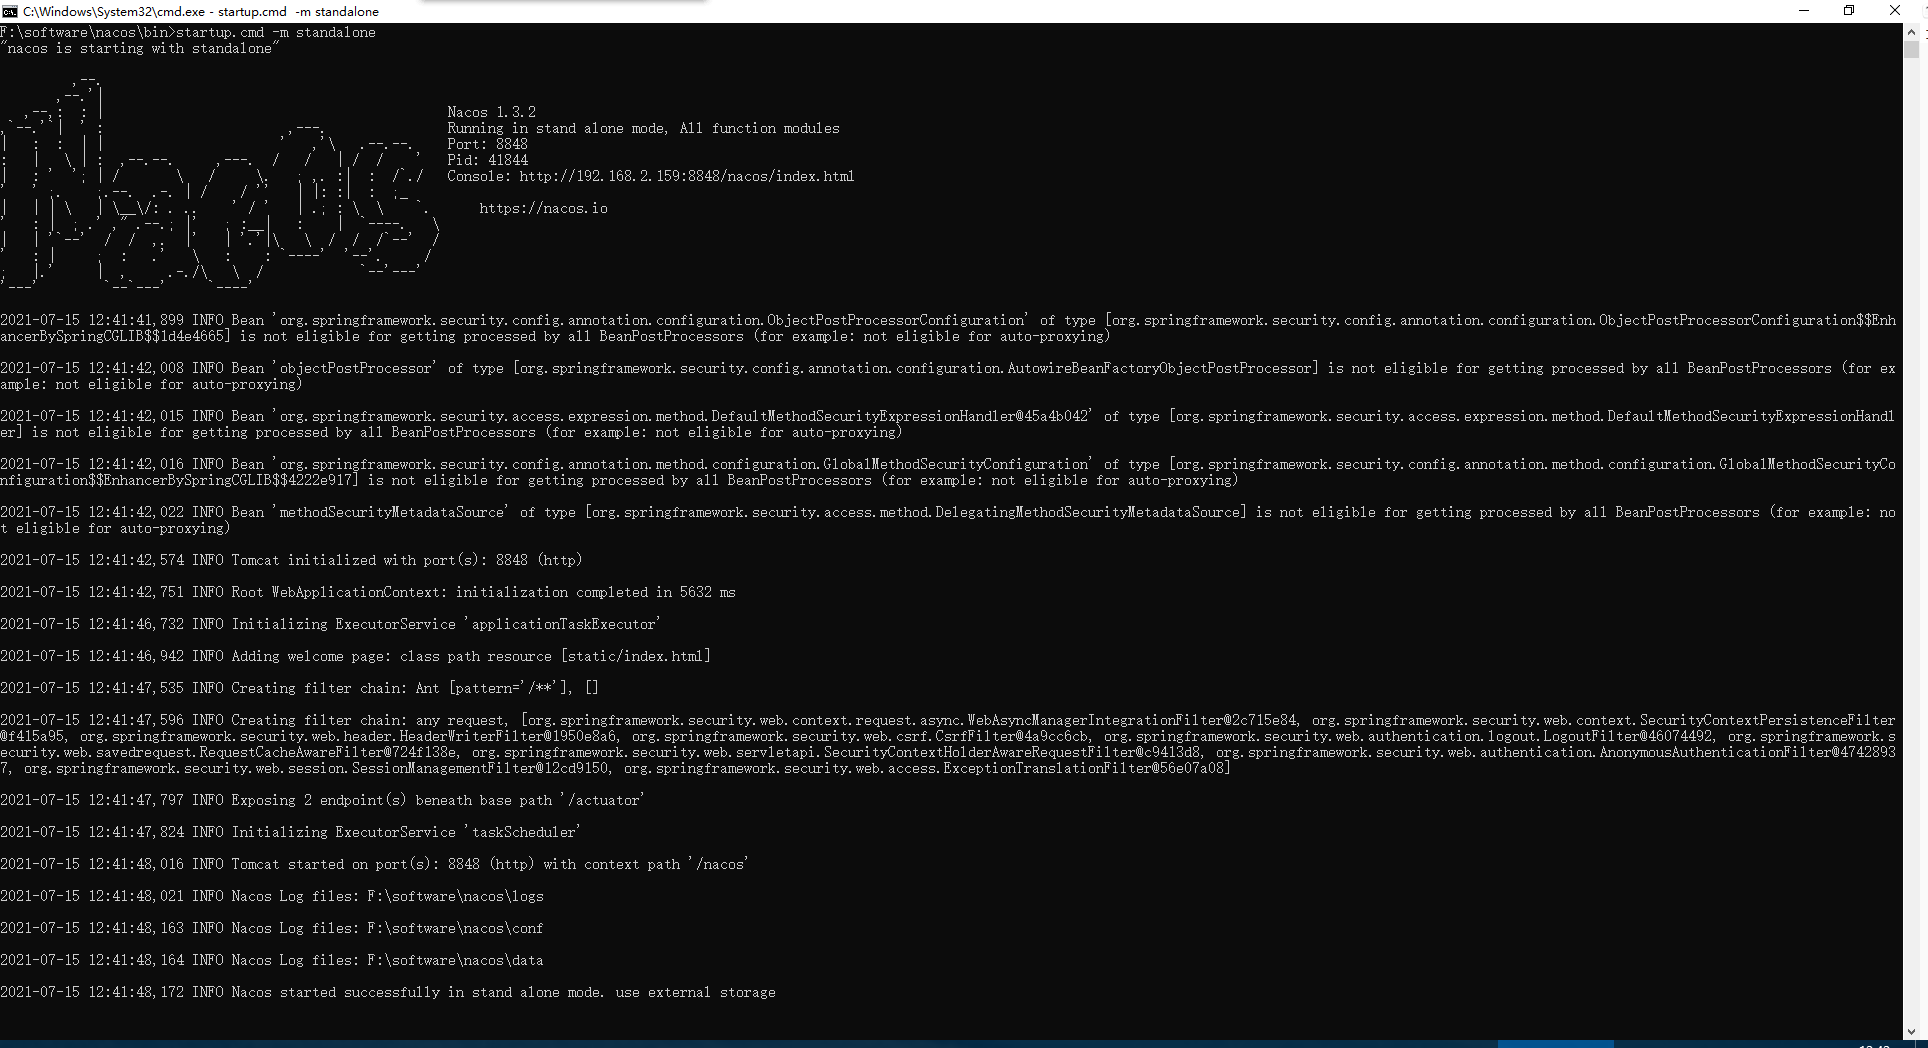 C:\Windows\System32\cmd.exe - startup.cmd  -m standalone
F:\software\nacos\bin>startup.cmd -m standalone
"nacos is starting with standalone"
Nacos 1.3.2
Running in stand alone mode, All function modules
Port: 8848
Pid: 41844
Console: http://192.168.2.159:8848/nacos/index.html
https://nacos.io
2021-07-15 12:41:41,899 INFO Bean 'org.springframework.security.config.annotation.configuration.ObjectPostProcessorConfiguration' of type [org.springframework.security.config.annotation.configuration.ObjectPostProcessorConfiguration$$Enh
ancerBySpringCGLIB$$1d4e4665] is not eligible for getting processed by all BeanPostProcessors (for example: not eligible for auto-proxying)
2021-07-15 12:41:42,008 INFO Bean 'objectPostProcessor' of type [org.springframework.security.config.annotation.configuration.AutowireBeanFactoryObjectPostProcessor] is not eligible for getting processed by all BeanPostProcessors (for ex
ample: not eligible for auto-proxying)
2021-07-15 12:41:42,015 INFO Bean 'org.springframework.security.access.expression.method.DefaultMethodSecurityExpressionHandler@45a4b042' of type [org.springframework.security.access.expression.method.DefaultMethodSecurityExpressionHandl
er] is not eligible for getting processed by all BeanPostProcessors (for example: not eligible for auto-proxying)
2021-07-15 12:41:42,016 INFO Bean 'org.springframework.security.config.annotation.method.configuration.GlobalMethodSecurityConfiguration' of type [org.springframework.security.config.annotation.method.configuration.GlobalMethodSecurityCo
nfiguration$$EnhancerBySpringCGLIB$$4222e917] is not eligible for getting processed by all BeanPostProcessors (for example: not eligible for auto-proxying)
2021-07-15 12:41:42,022 INFO Bean 'methodSecurityMetadataSource' of type [org.springframework.security.access.method.DelegatingMethodSecurityMetadataSource] is not eligible for getting processed by all BeanPostProcessors (for example: no
t eligible for auto-proxying)
2021-07-15 12:41:42,574 INFO Tomcat initialized with port(s): 8848 (http)
2021-07-15 12:41:42,751 INFO Root WebApplicationContext: initialization completed in 5632 ms
2021-07-15 12:41:46,732 INFO Initializing ExecutorService 'applicationTaskExecutor'
2021-07-15 12:41:46,942 INFO Adding welcome page: class path resource [static/index.html]
2021-07-15 12:41:47,535 INFO Creating filter chain: Ant [pattern='/**'], []
2021-07-15 12:41:47,596 INFO Creating filter chain: any request, [org.springframework.security.web.context.request.async.WebAsyncManagerIntegrationFilter@2c715e84, org.springframework.security.web.context.SecurityContextPersistenceFilter
@f415a95, org.springframework.security.web.header.HeaderWriterFilter@1950e8a6, org.springframework.security.web.csrf.CsrfFilter@4a9cc6cb, org.springframework.security.web.authentication.logout.LogoutFilter@46074492, org.springframework.s
ecurity.web.savedrequest.RequestCacheAwareFilter@724f138e, org.springframework.security.web.servletapi.SecurityContextHolderAwareRequestFilter@c9413d8, org.springframework.security.web.authentication.AnonymousAuthenticationFilter@4742893
7, org.springframework.security.web.session.SessionManagementFilter@12cd9150, org.springframework.security.web.access.ExceptionTranslationFilter@56e07a08]
2021-07-15 12:41:47,797 INFO Exposing 2 endpoint(s) beneath base path '/actuator'
2021-07-15 12:41:47,824 INFO Initializing ExecutorService 'taskScheduler'
2021-07-15 12:41:48,016 INFO Tomcat started on port(s): 8848 (http) with context path '/nacos'
2021-07-15 12:41:48,021 INFO Nacos Log files: F:\software\nacos\logs
2021-07-15 12:41:48,163 INFO Nacos Log files: F:\software\nacos\conf
2021-07-15 12:41:48,164 INFO Nacos Log files: F:\software\nacos\data
2021-07-15 12:41:48,172 INFO Nacos started successfully in stand alone mode. use external storage